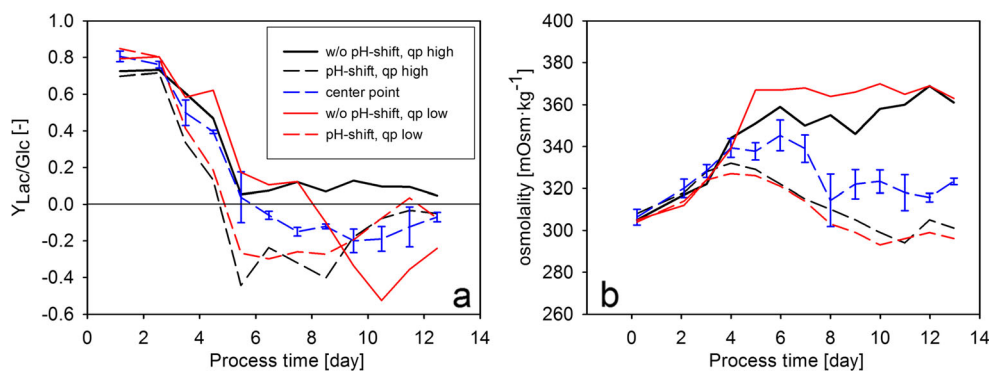 a
Y Lac/Glc [-]
1.0
0.8
0.6
0.4
0.2
0.0
-0.2
-0.4
-0.6
0 2 4 6 8 10 12 14
Process time [day]
w/o pH-shift, qp high
pH-shift, qp high
center point
w/o pH-shift, qp low
pH-shift, qp low
b
osmolality [mOsm·kg-1]
380
360
340
320
300
280
260
0 2 4 6 8 10 12 14
Process time [day]